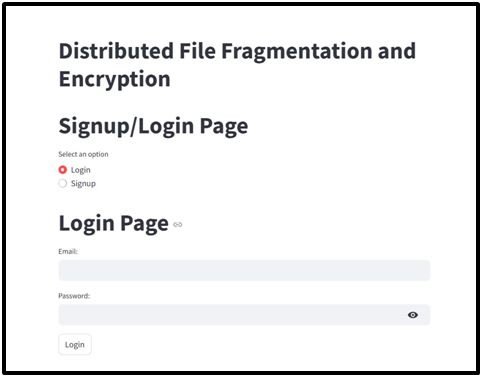 Distributed File Fragmentation and
Encryption
Signup/Login Page
Select an option
Login
Signup
Login Page
Email:
Password:
Login